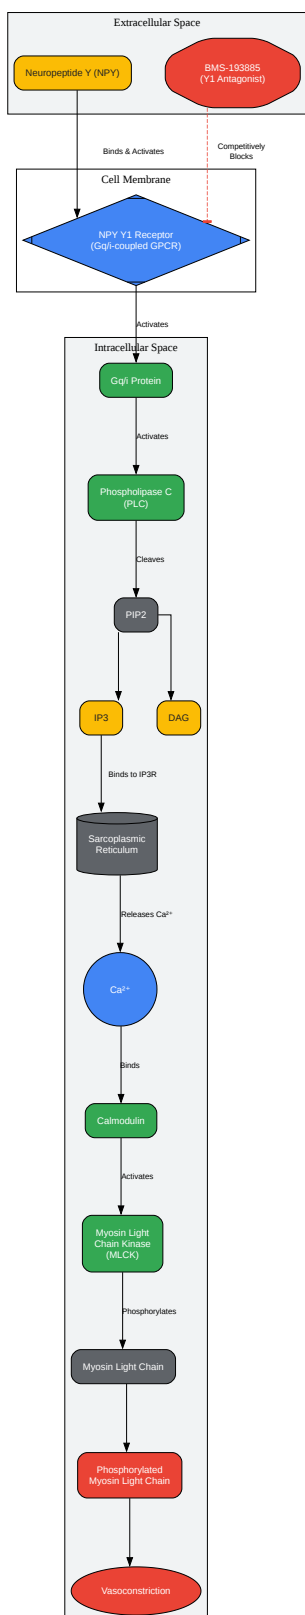 Extracellular Space
Neuropeptide Y (NPY)
BMS-193885
(Y1 Antagonist)
Binds & Activates
Competitively
Blocks
Cell Membrane
NPY Y1 Receptor
(Gq/i-coupled GPCR)
Activates
Intracellular Space
Gq/i Protein
Activates
Phospholipase C
(PLC)
Cleaves
PIP2
IP3
DAG
Binds to IP3R
Sarcoplasmic
Reticulum
Releases Ca²⁺
Ca²⁺
Binds
Calmodulin
Activates
Myosin Light
Chain Kinase
(MLCK)
Phosphorylates
Myosin Light Chain
Phosphorylated
Myosin Light Chain
Vasoconstriction